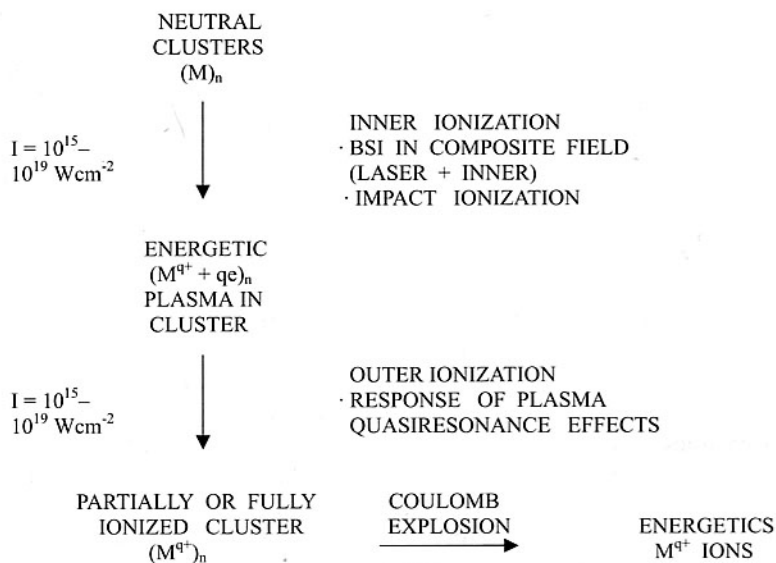 NEUTRAL
CLUSTERS
(M)n
I = 10^15–
10^19 Wcm^-2
INNER IONIZATION
· BSI IN COMPOSITE FIELD
(LASER + INNER)
· IMPACT IONIZATION
ENERGETIC
(M^q+ + qe)n
PLASMA IN
CLUSTER
I = 10^15–
10^19 Wcm^-2
OUTER IONIZATION
· RESPONSE OF PLASMA
QUASIRESONANCE EFFECTS
PARTIALLY OR FULLY
IONIZED CLUSTER
(M^q+)n
COULOMB
EXPLOSION
ENERGETICS
M^q+ IONS